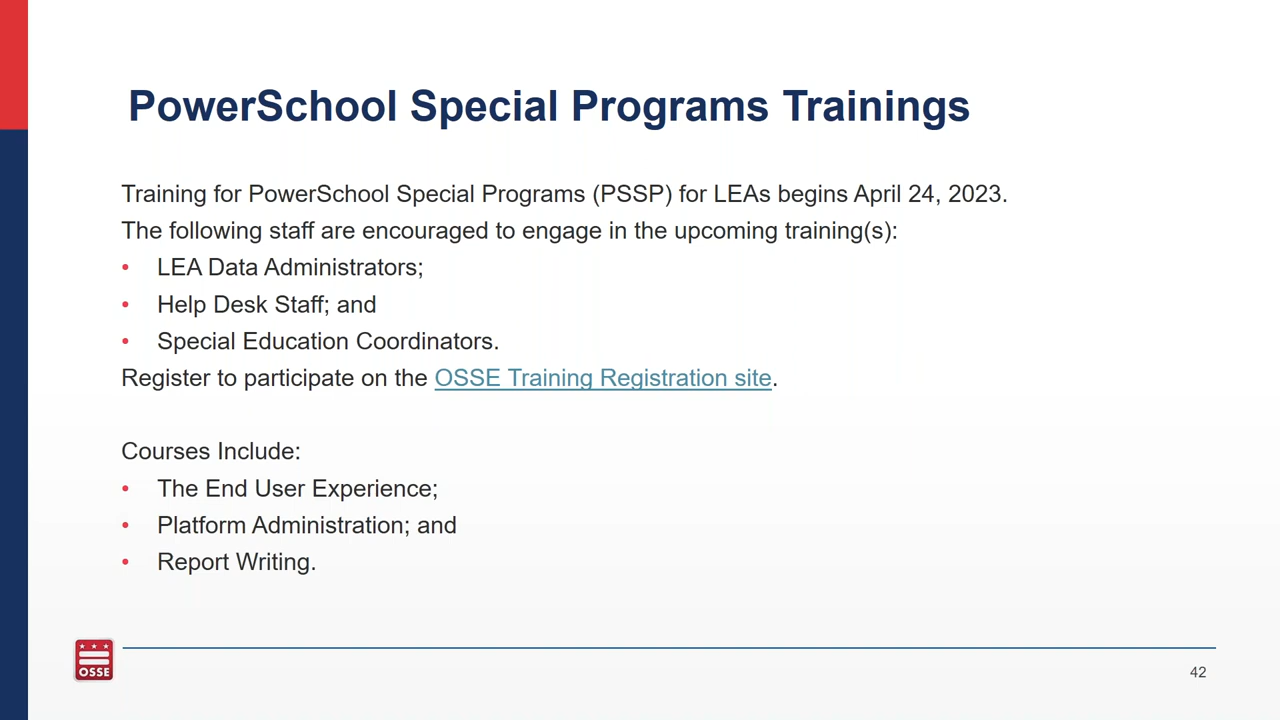 PowerSchool Special Programs Trainings
Training for PowerSchool Special Programs (PSSP) for LEAs begins April 24, 2023.
The following staff are encouraged to engage in the upcoming training(s):
• LEA Data Administrators;
• Help Desk Staff; and
• Special Education Coordinators.
Register to participate on the OSSE Training Registration site.
Courses Include:
• The End User Experience;
• Platform Administration; and
• Report Writing.
OSSE
42